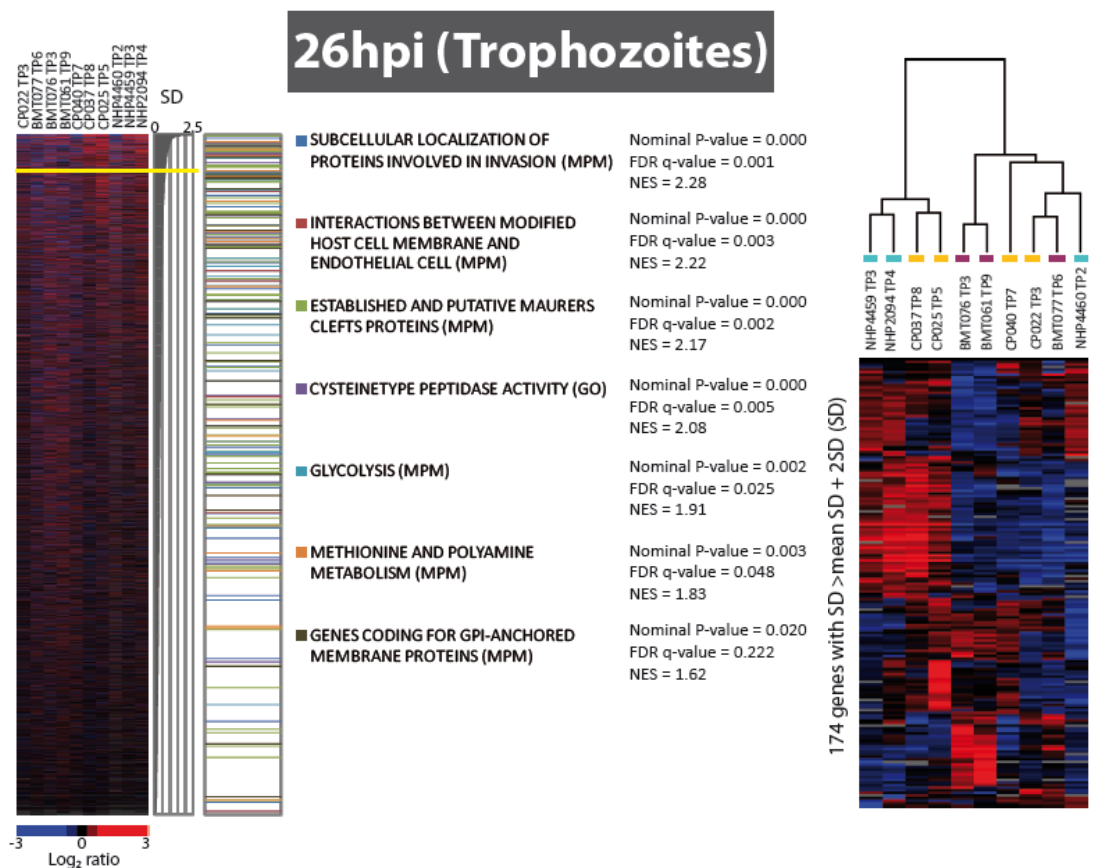 26hpi (Trophozoites)
CP022 TP3
BMT077 TP6
BMT076 TP3
BMT061 TP9
CP040 TP7
CP037 TP8
CP025 TP5
NHP4460 TP2
NHP4459 TP3
NHP2094 TP4
SD
0 2.5
SUBCELLULAR LOCALIZATION OF
PROTEINS INVOLVED IN INVASION (MPM)
Nominal P-value = 0.000
FDR q-value = 0.001
NES = 2.28
INTERACTIONS BETWEEN MODIFIED
HOST CELL MEMBRANE AND
ENDOTHELIAL CELL (MPM)
Nominal P-value = 0.000
FDR q-value = 0.003
NES = 2.22
ESTABLISHED AND PUTATIVE MAURERS
CLEFTS PROTEINS (MPM)
Nominal P-value = 0.000
FDR q-value = 0.002
NES = 2.17
CYSTEINETYPE PEPTIDASE ACTIVITY (GO)
Nominal P-value = 0.000
FDR q-value = 0.005
NES = 2.08
GLYCOLYSIS (MPM)
Nominal P-value = 0.002
FDR q-value = 0.025
NES = 1.91
METHIONINE AND POLYAMINE
METABOLISM (MPM)
Nominal P-value = 0.003
FDR q-value = 0.048
NES = 1.83
GENES CODING FOR GPI-ANCHORED
MEMBRANE PROTEINS (MPM)
Nominal P-value = 0.020
FDR q-value = 0.222
NES = 1.62
-3 0 3
Log₂ ratio
NHP4459 TP3
NHP2094 TP4
CP037 TP8
CP025 TP5
BMT076 TP3
BMT061 TP9
CP040 TP7
CP022 TP3
BMT077 TP6
NHP4460 TP2
174 genes with SD >mean SD + 2SD (SD)